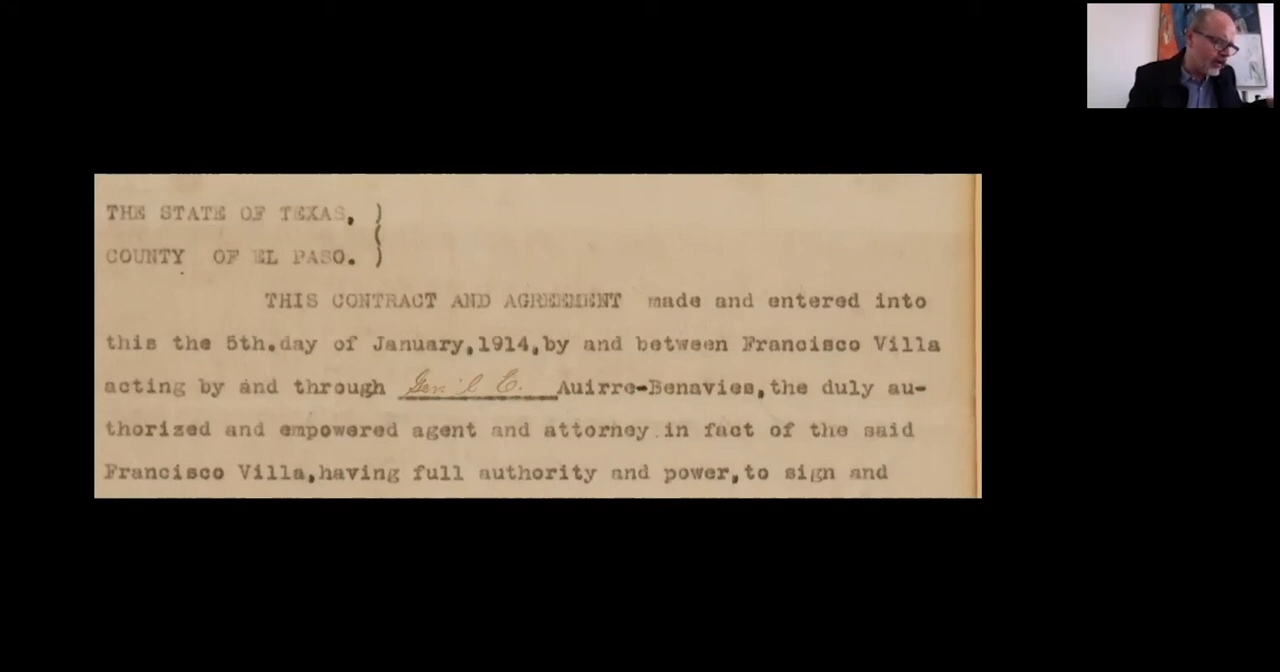 THE STATE OF TEXAS, )
(
COUNTY OF EL PASO. )
THIS CONTRACT AND AGREEMENT made and entered into
this the 5th.day of January,1914,by and between Francisco Villa
acting by and through Gen'l E. Auirre-Benavies,the duly au-
thorized and empowered agent and attorney in fact of the said
Francisco Villa,having full authority and power,to sign and